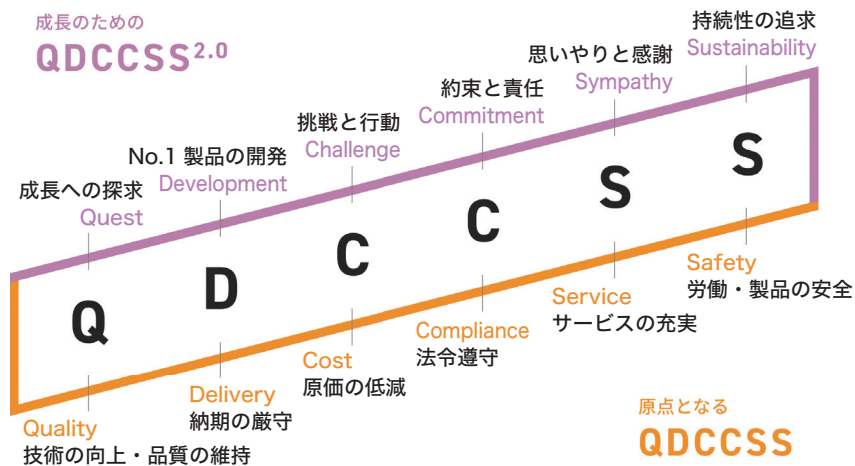 成長のための
QDCCSS2.0
成長への探求
Quest
No.1 製品の開発
Development
挑戦と行動
Challenge
約束と責任
Commitment
思いやりと感謝
Sympathy
持続性の追求
Sustainability
Q
D
C
C
S
S
Quality
技術の向上・品質の維持
Delivery
納期の厳守
Cost
原価の低減
Compliance
法令遵守
Service
サービスの充実
Safety
労働・製品の安全
原点となる
QDCCSS